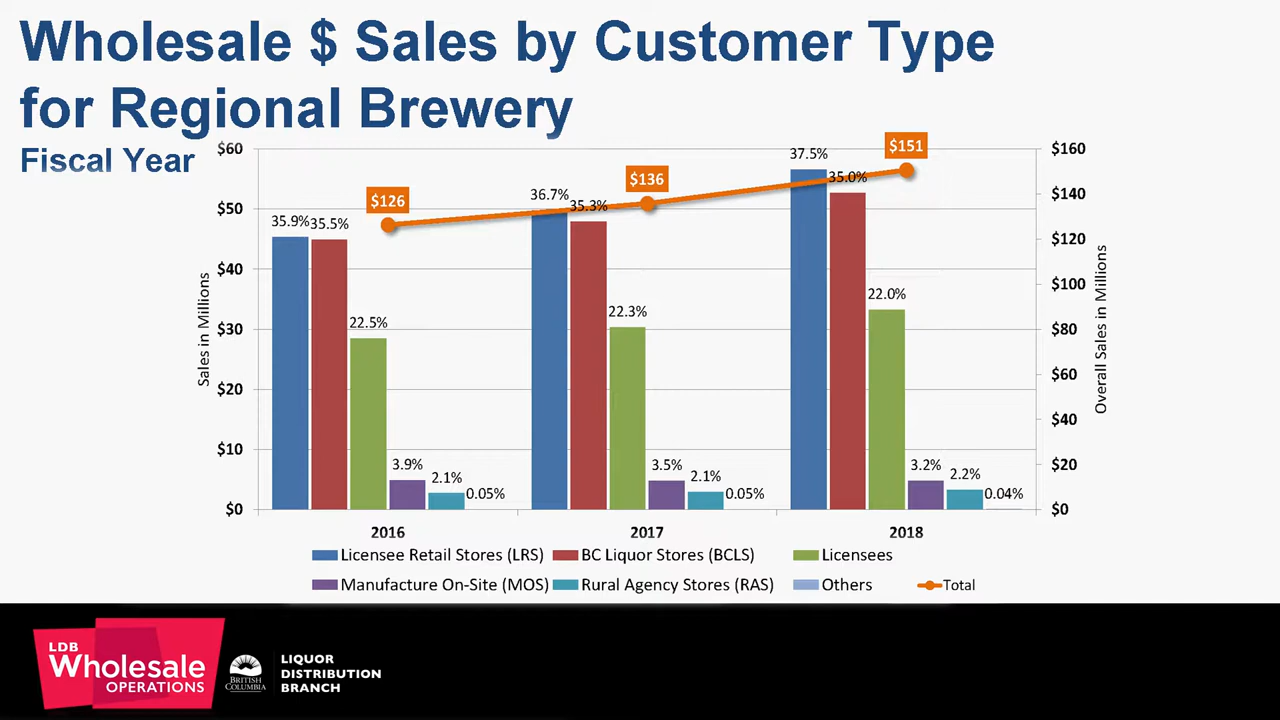 Wholesale $ Sales by Customer Type
for Regional Brewery
Fiscal Year
$60
$50
$40
$30
$20
$10
$0
Sales in Millions
35.9%
35.5%
22.5%
3.9%
2.1%
0.05%
36.7%
35.3%
22.3%
3.5%
2.1%
0.05%
37.5%
35.0%
22.0%
3.2%
2.2%
0.04%
$126
$136
$151
$160
$140
$120
$100
$80
$60
$40
$20
$0
Overall Sales in Millions
2016 2017 2018
Licensee Retail Stores (LRS) BC Liquor Stores (BCLS) Licensees
Manufacture On-Site (MOS) Rural Agency Stores (RAS) Others Total
LDB
Wholesale
OPERATIONS
BRITISH
COLUMBIA
LIQUOR
DISTRIBUTION
BRANCH